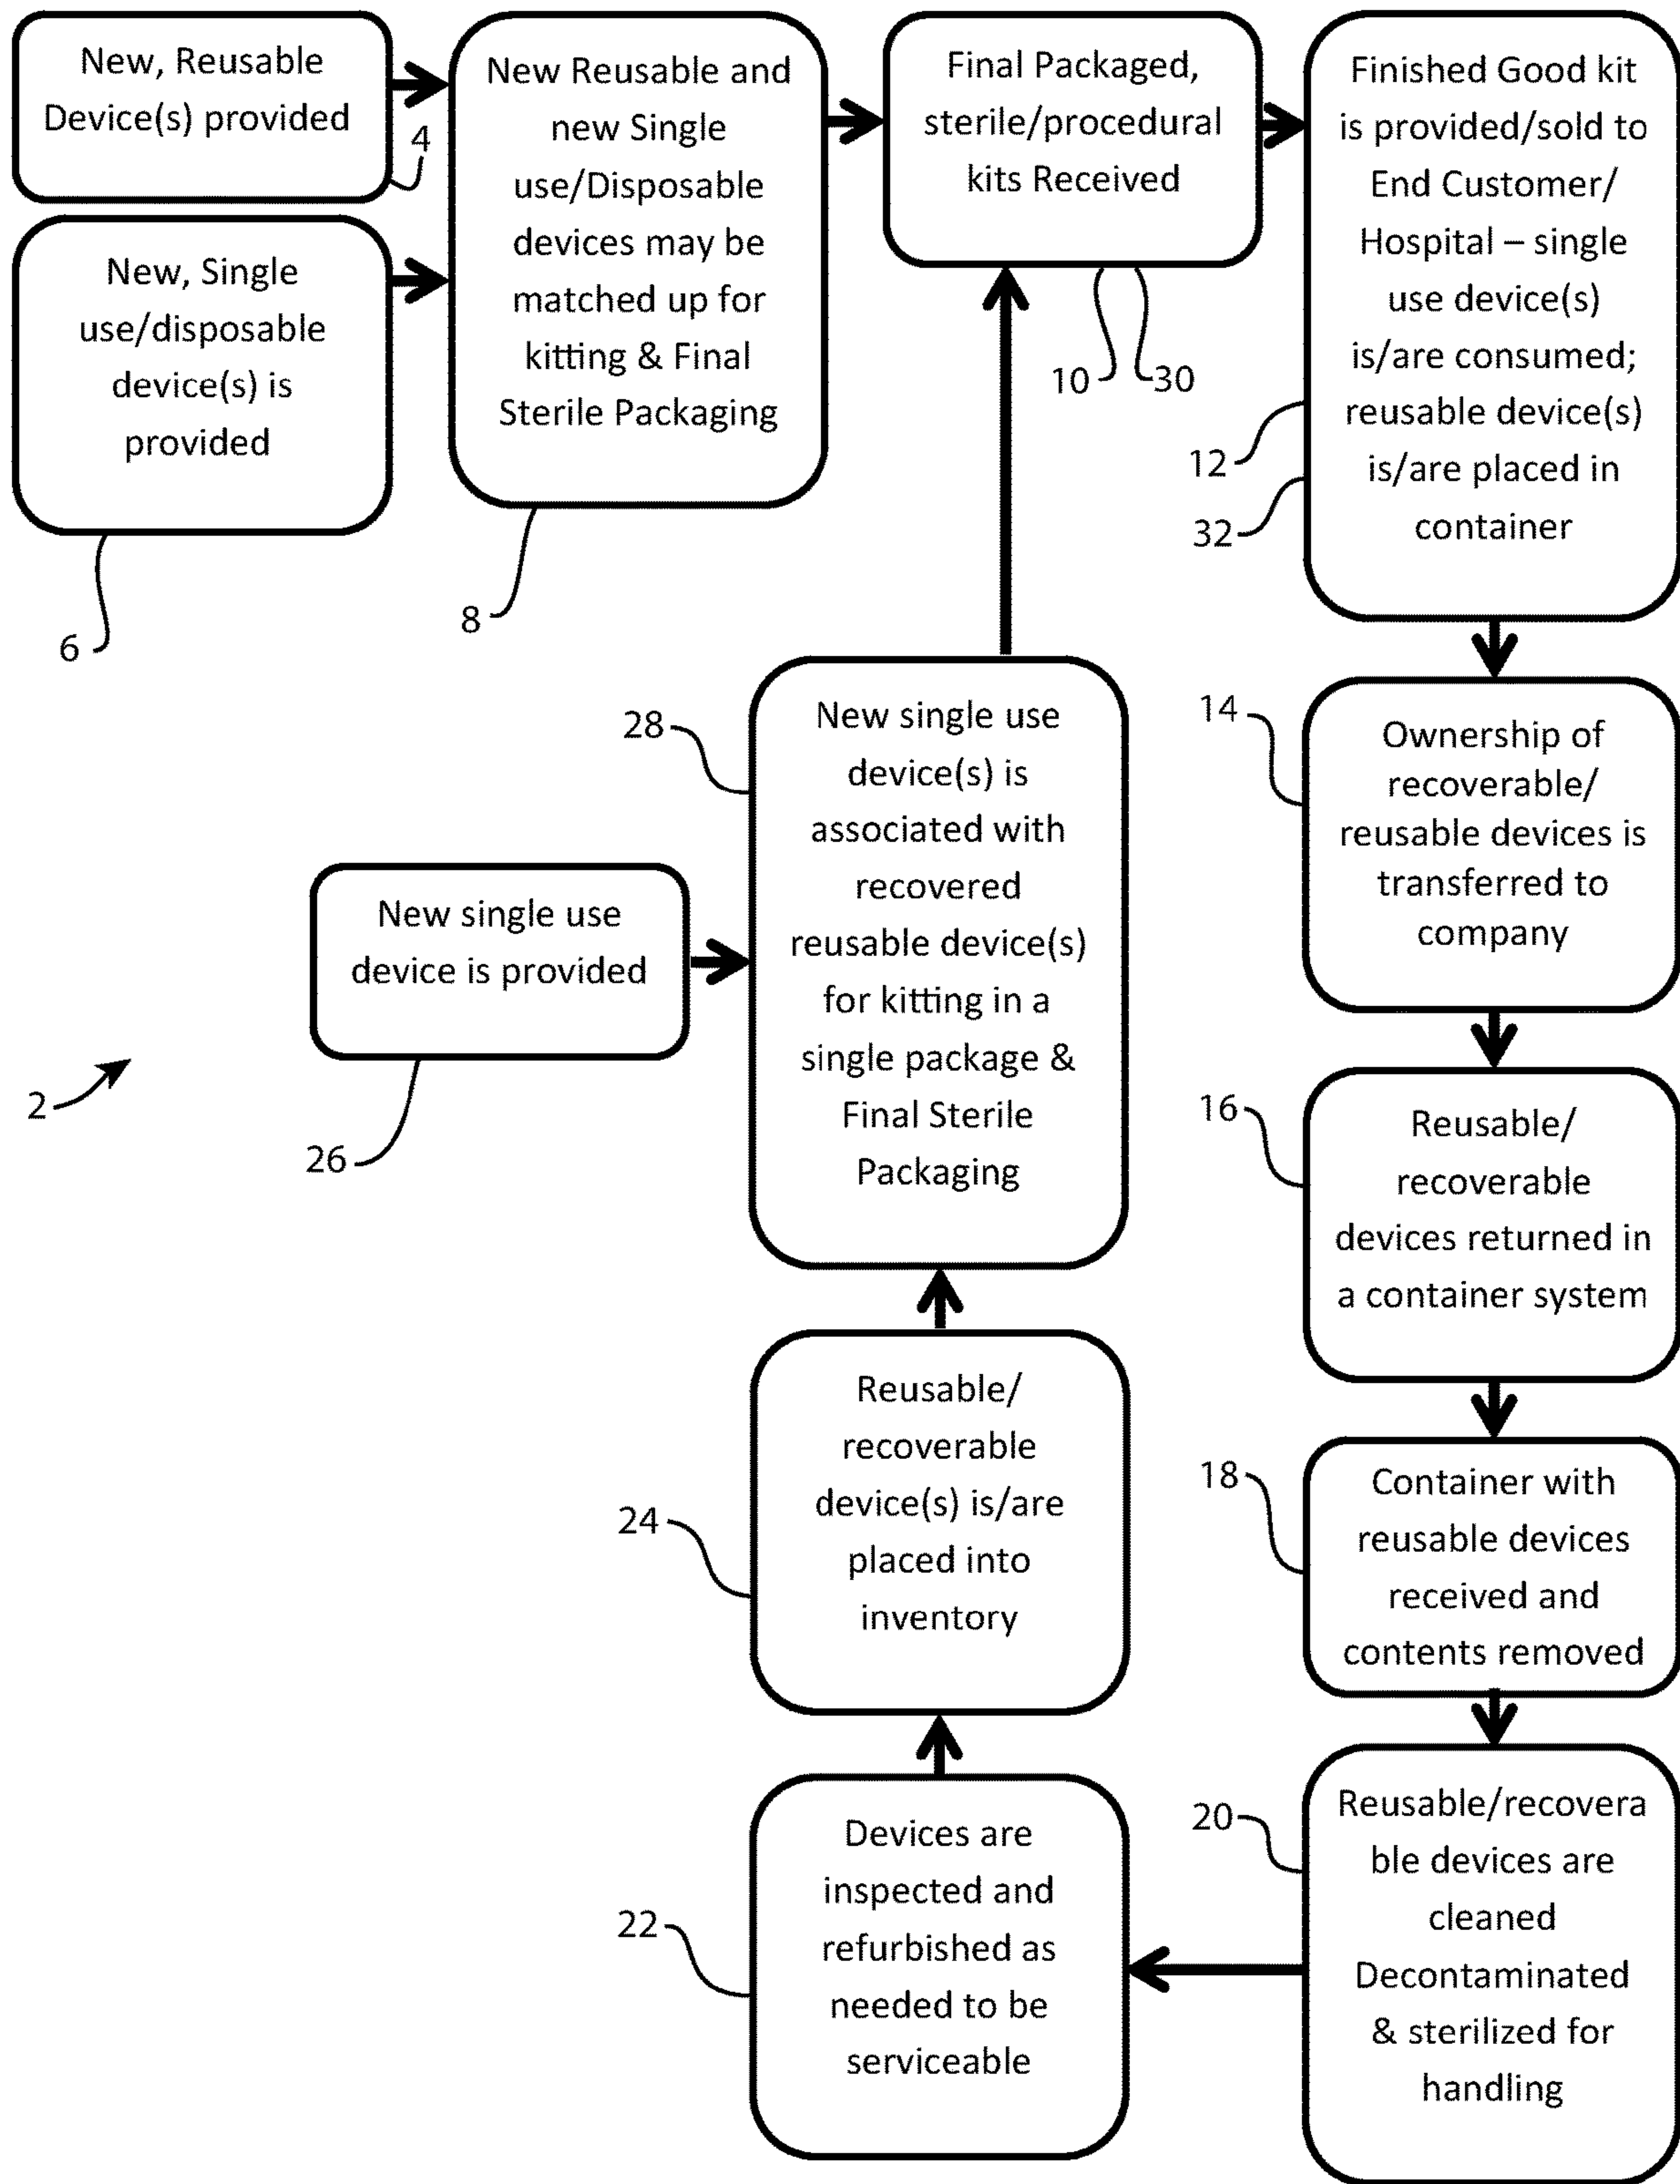 New, Reusable
Device(s) provided
4
New, Single
use/disposable
device(s) is
provided
6
New Reusable and
new Single
use/Disposable
devices may be
matched up for
kitting & Final
Sterile Packaging
8
Final Packaged,
sterile/procedural
kits Received
10
30
Finished Good kit
is provided/sold to
End Customer/
Hospital – single
use device(s)
is/are consumed;
reusable device(s)
is/are placed in
container
12
32
14
Ownership of
recoverable/
reusable devices is
transferred to
company
16
Reusable/
recoverable
devices returned in
a container system
18
Container with
reusable devices
received and
contents removed
20
Reusable/recovera
ble devices are
cleaned
Decontaminated
& sterilized for
handling
22
Devices are
inspected and
refurbished as
needed to be
serviceable
24
Reusable/
recoverable
device(s) is/are
placed into
inventory
New single use
device is provided
26
28
New single use
device(s) is
associated with
recovered
reusable device(s)
for kitting in a
single package &
Final Sterile
Packaging
2